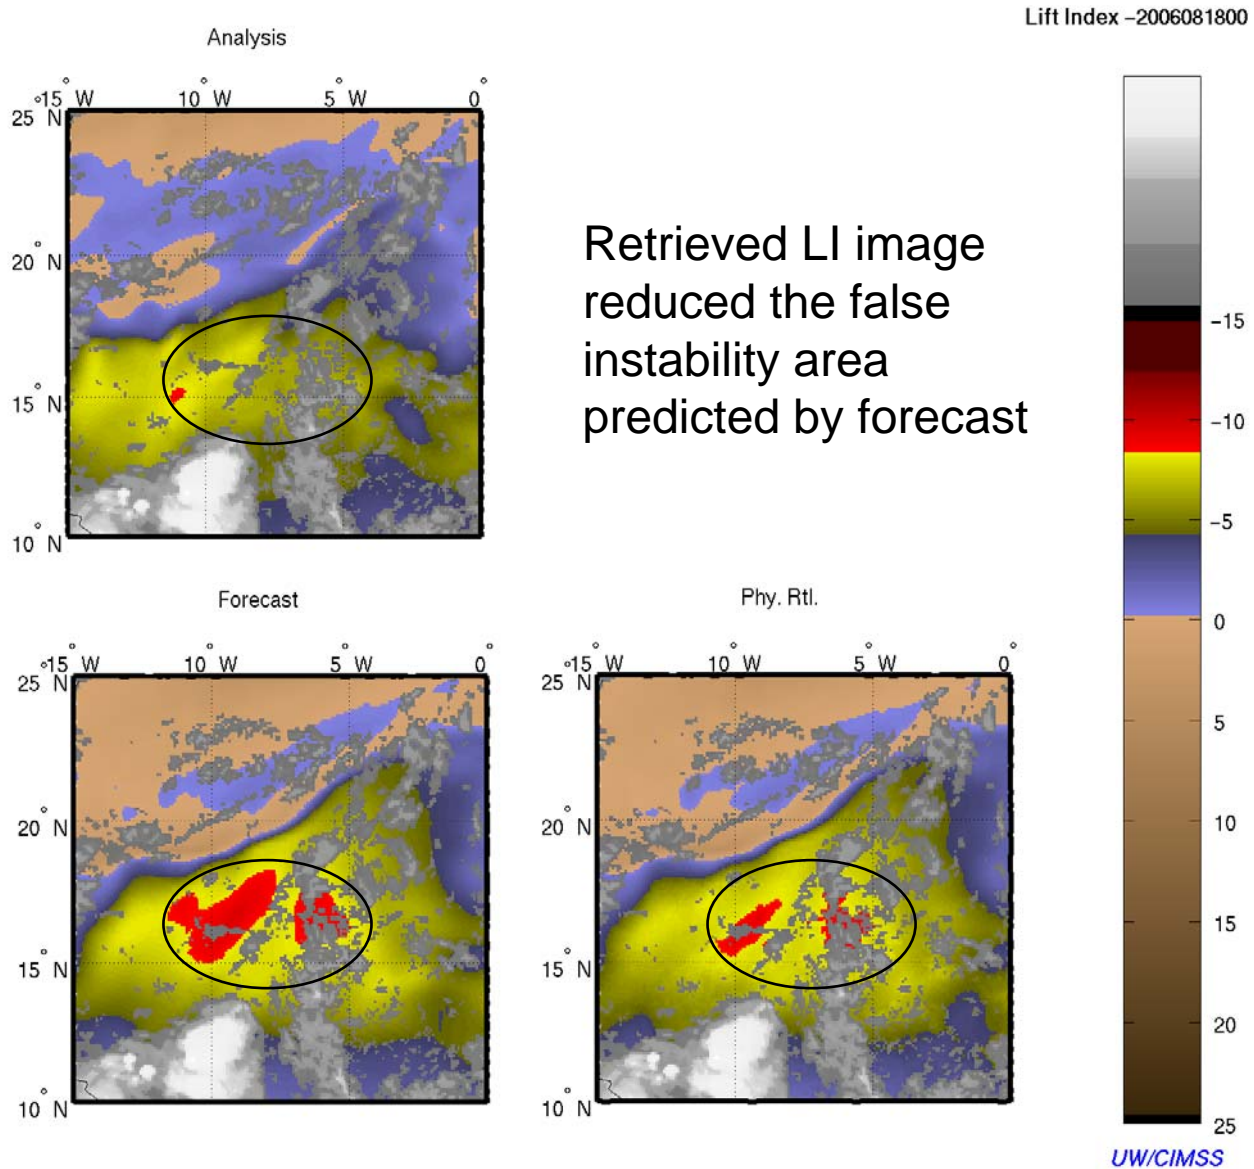 Lift Index −2006081800
Analysis
°15 °W 10 °W 5 °W 0°
25 °N
20 °N
15 °N
10 °N
Retrieved LI image
reduced the false
instability area
predicted by forecast
Forecast
°15 °W 10 °W 5 °W 0°
25 °N
20 °N
15 °N
10 °N
Phy. Rtl.
°15 °W 10 °W 5 °W 0°
25 °N
20 °N
15 °N
10 °N
−15
−10
−5
0
5
10
15
20
25
UW/CIMSS